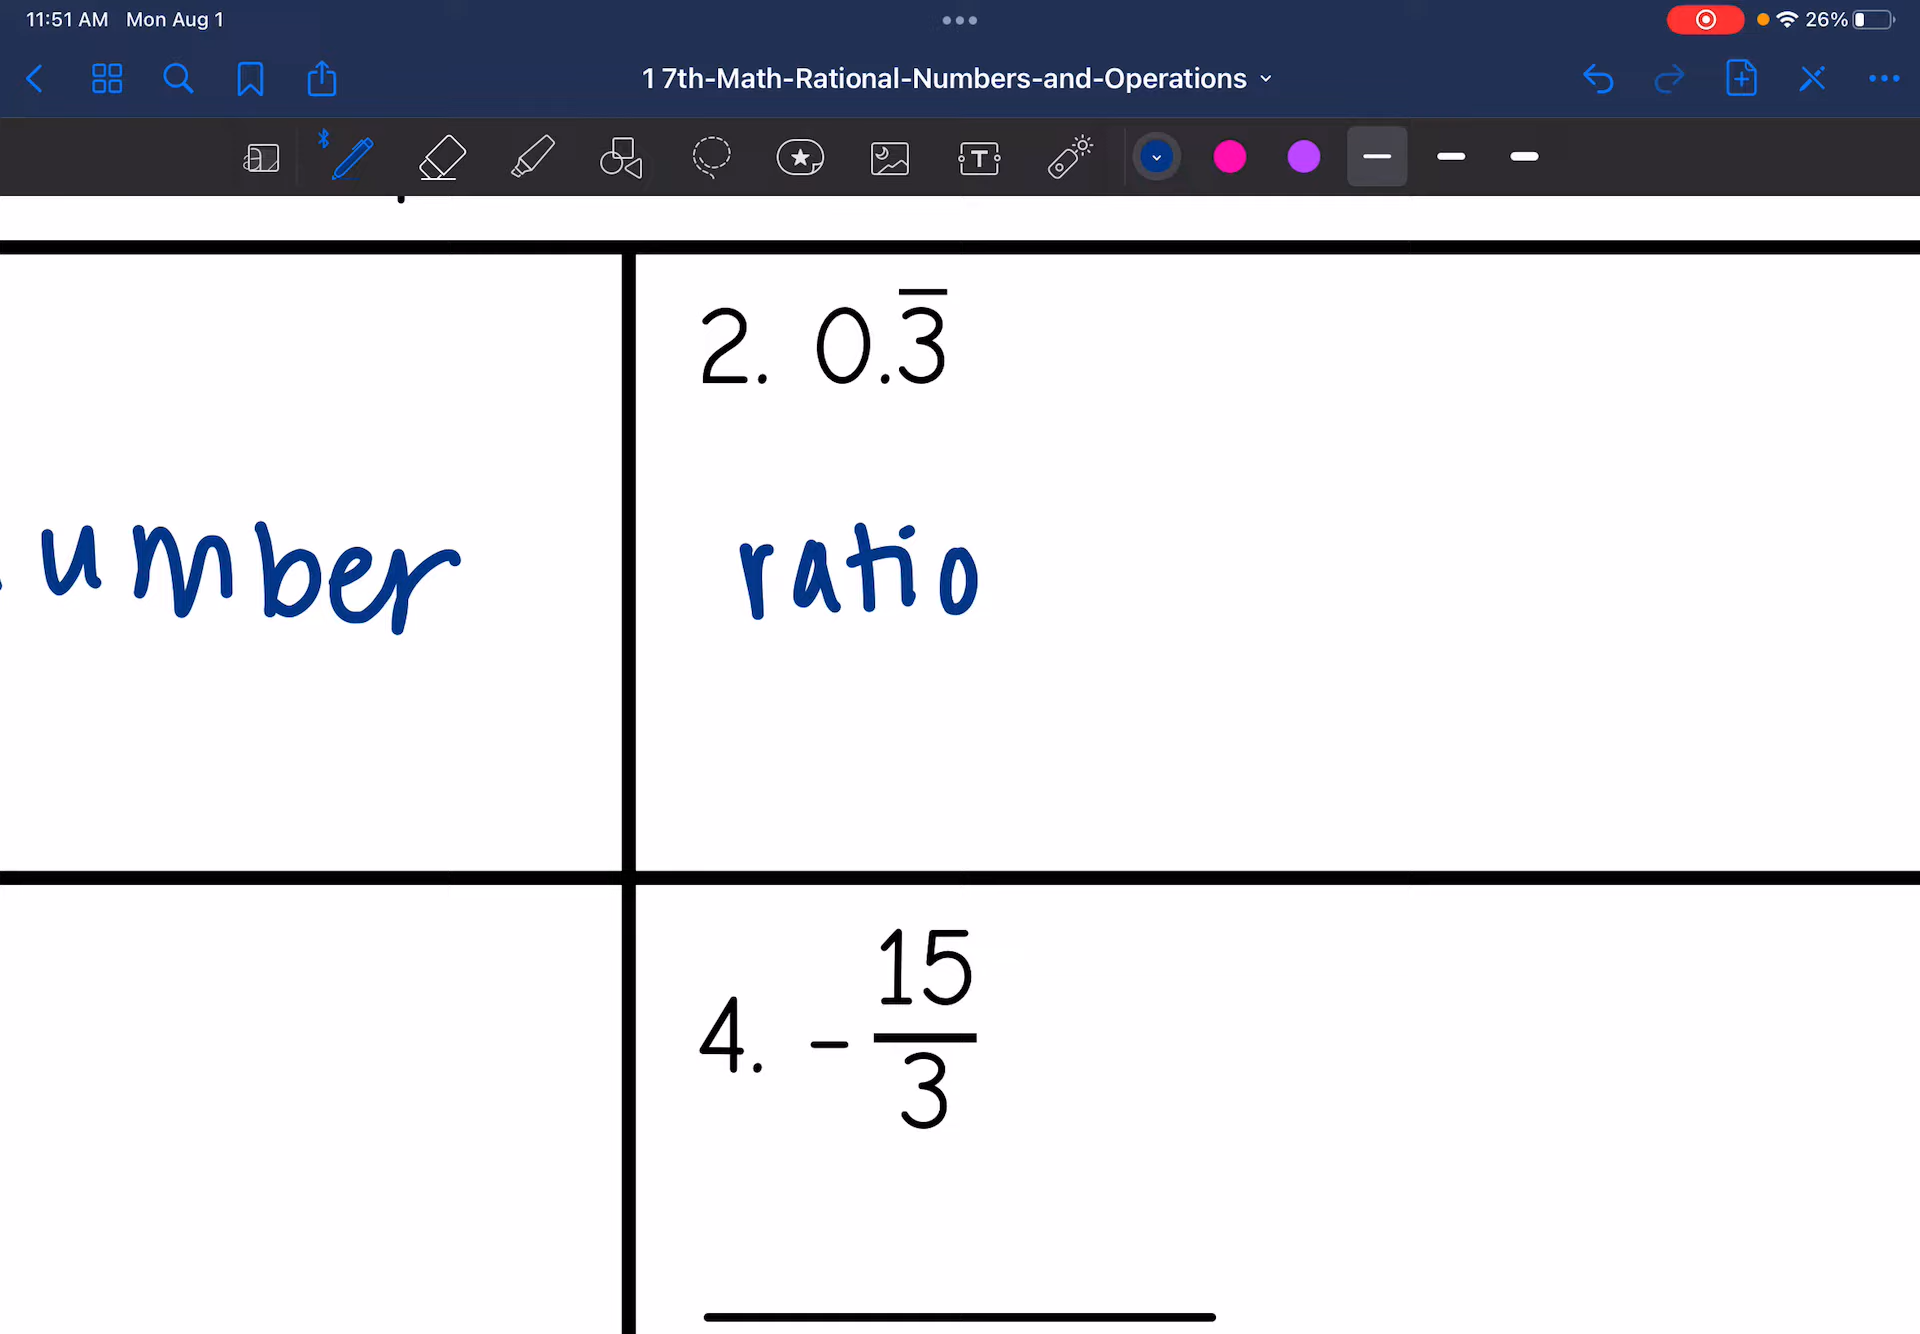 11:51 AM Mon Aug 1
26%
1 7th-Math-Rational-Numbers-and-Operations
T
2. 0.3̅
umber
ratio
4. - 15/3